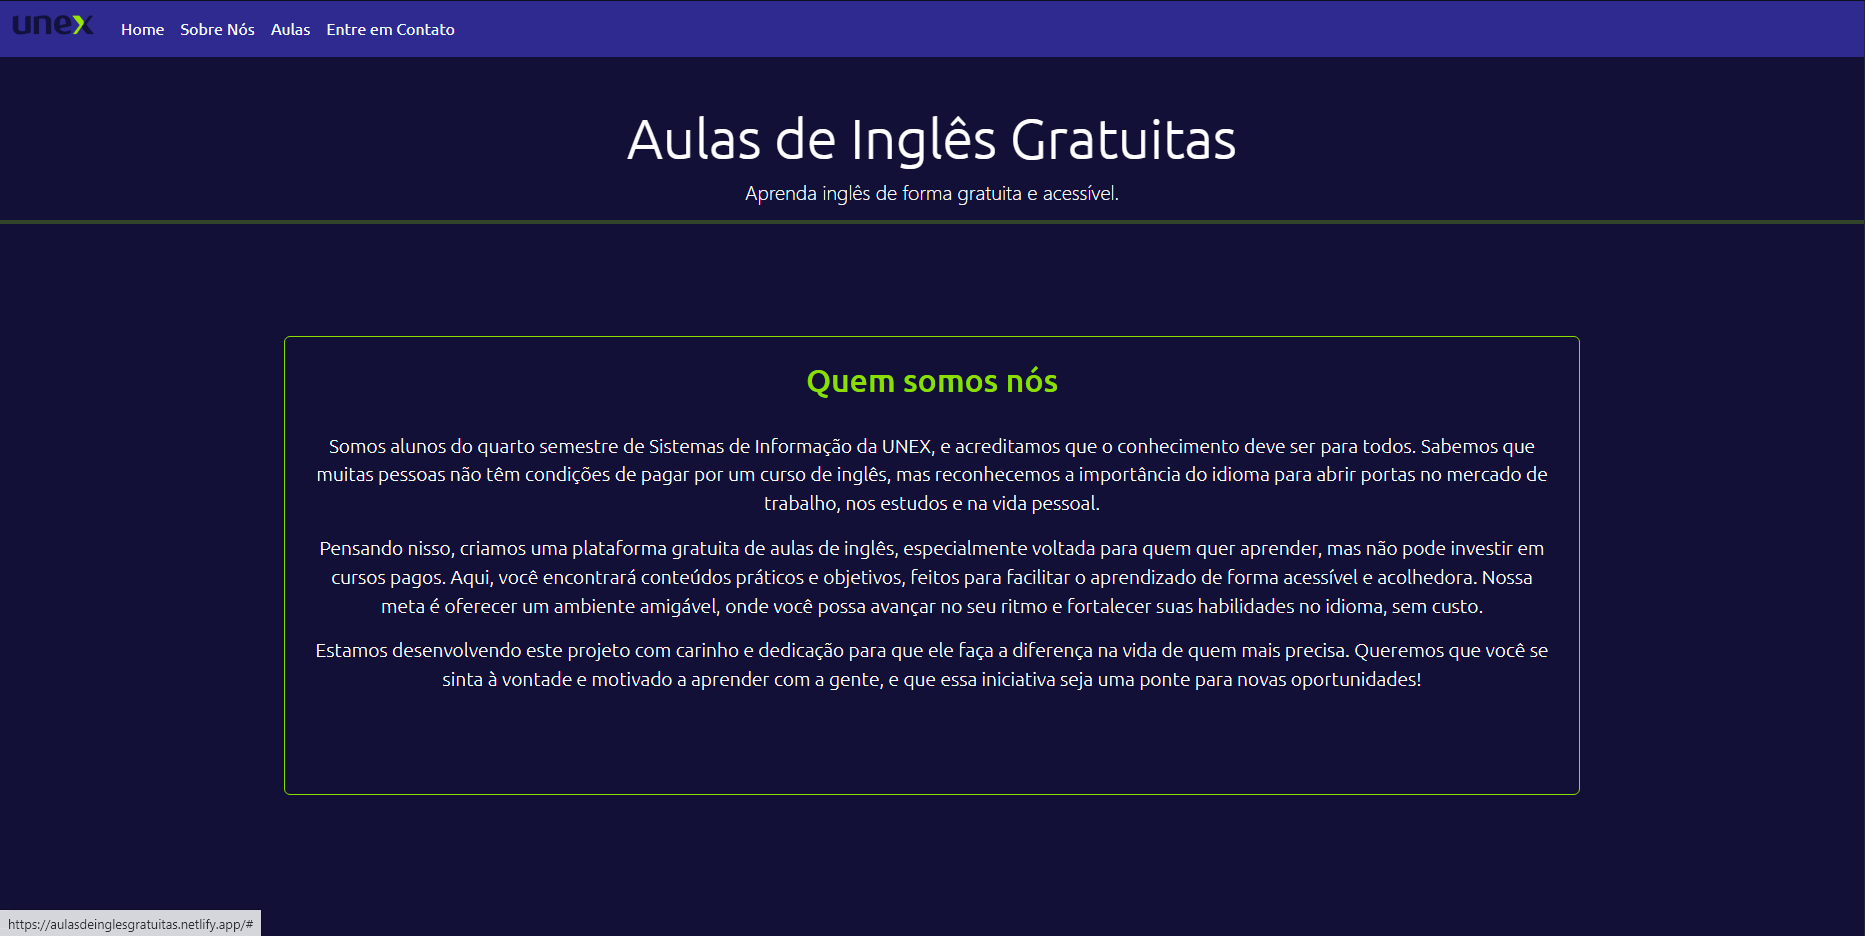 unex Home Sobre Nós Aulas Entre em Contato
Aulas de Inglês Gratuitas
Aprenda inglês de forma gratuita e acessível.
Quem somos nós
Somos alunos do quarto semestre de Sistemas de Informação da UNEX, e acreditamos que o conhecimento deve ser para todos. Sabemos que
muitas pessoas não têm condições de pagar por um curso de inglês, mas reconhecemos a importância do idioma para abrir portas no mercado de
trabalho, nos estudos e na vida pessoal.
Pensando nisso, criamos uma plataforma gratuita de aulas de inglês, especialmente voltada para quem quer aprender, mas não pode investir em
cursos pagos. Aqui, você encontrará conteúdos práticos e objetivos, feitos para facilitar o aprendizado de forma acessível e acolhedora. Nossa
meta é oferecer um ambiente amigável, onde você possa avançar no seu ritmo e fortalecer suas habilidades no idioma, sem custo.
Estamos desenvolvendo este projeto com carinho e dedicação para que ele faça a diferença na vida de quem mais precisa. Queremos que você se
sinta à vontade e motivado a aprender com a gente, e que essa iniciativa seja uma ponte para novas oportunidades!
https://aulasdeinglesgratuitas.netlify.app/#